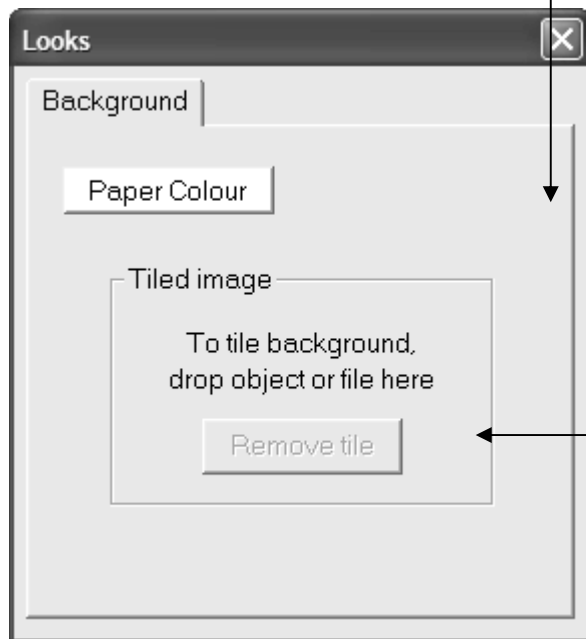 Looks
Background
Paper Colour
Tiled image
To tile background,
drop object or file here
Remove tile